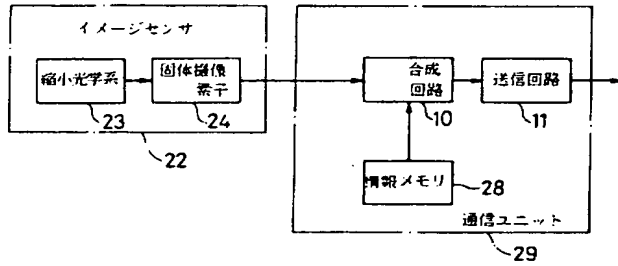 イメージセンサ
縮小光学系
23
固体撮像
素子
24
22
合成
回路
10
送信回路
11
情報メモリ
28
通信ユニット
29